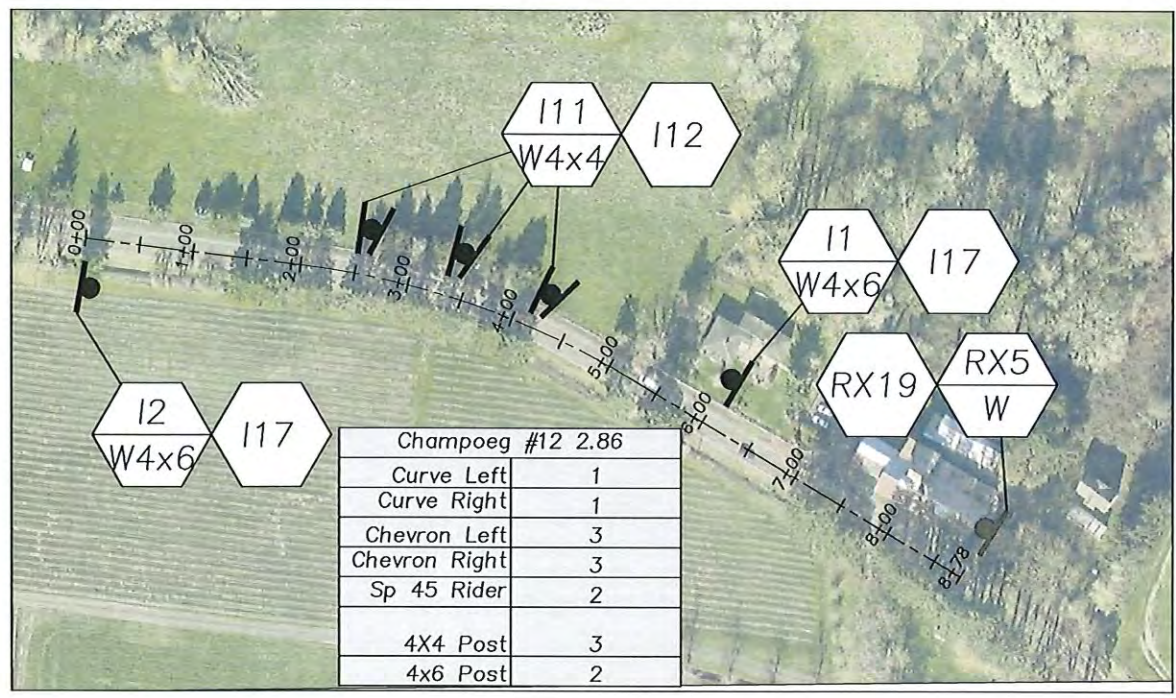 I11
W4x4
I12
I1
W4x6
I17
RX19
RX5
W
I2
W4x6
I17
0+00
1+00
2+00
3+00
4+00
5+00
6+00
7+00
8+00
8+78
Champoeg #12 2.86
Curve Left 1
Curve Right 1
Chevron Left 3
Chevron Right 3
Sp 45 Rider 2
4X4 Post 3
4x6 Post 2